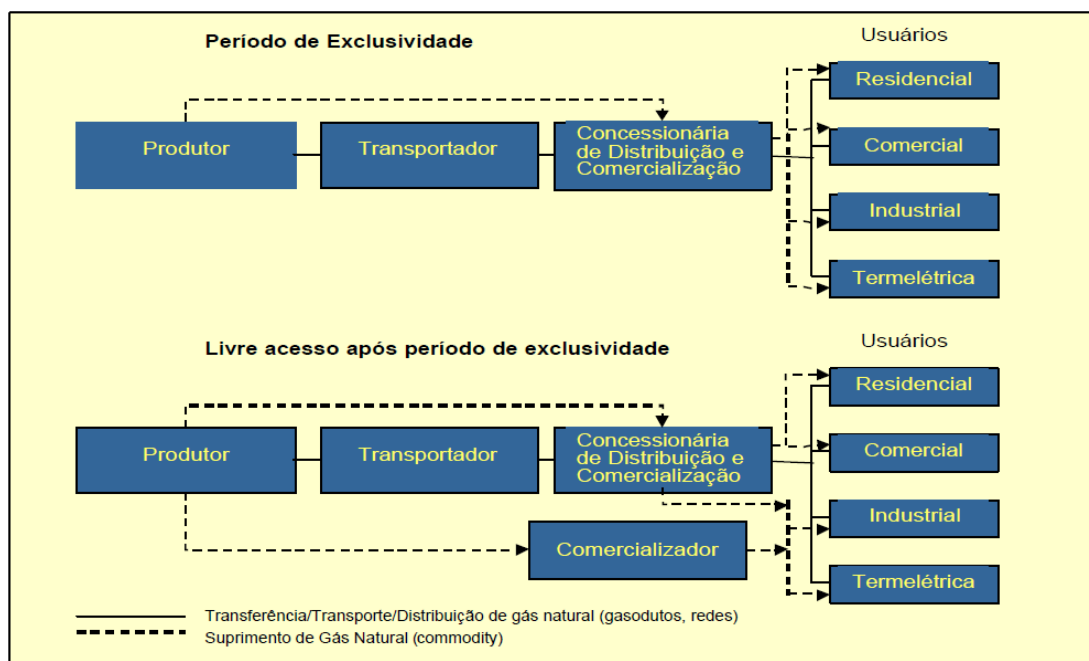 Período de Exclusividade
Usuários
Residencial
Produtor
Transportador
Concessionária
de Distribuição e
Comercialização
Comercial
Industrial
Termelétrica
Livre acesso após período de exclusividade
Usuários
Residencial
Produtor
Transportador
Concessionária
de Distribuição e
Comercialização
Comercial
Industrial
Comercializador
Termelétrica
Transferência/Transporte/Distribuição de gás natural (gasodutos, redes)
Suprimento de Gás Natural (commodity)